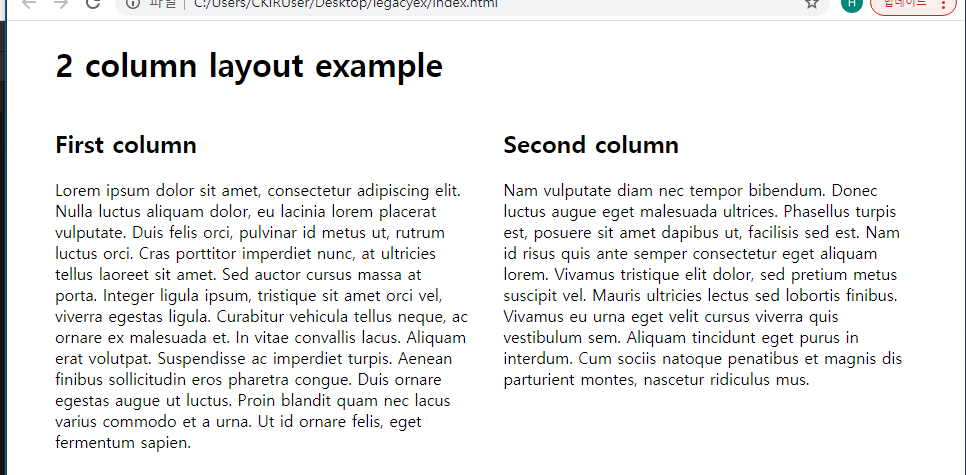 파일 | C:/Users/CKIRUser/Desktop/legacyex/index.html
H
업데이트
2 column layout example
First column
Lorem ipsum dolor sit amet, consectetur adipiscing elit.
Nulla luctus aliquam dolor, eu lacinia lorem placerat
vulputate. Duis felis orci, pulvinar id metus ut, rutrum
luctus orci. Cras porttitor imperdiet nunc, at ultricies
tellus laoreet sit amet. Sed auctor cursus massa at
porta. Integer ligula ipsum, tristique sit amet orci vel,
viverra egestas ligula. Curabitur vehicula tellus neque, ac
ornare ex malesuada et. In vitae convallis lacus. Aliquam
erat volutpat. Suspendisse ac imperdiet turpis. Aenean
finibus sollicitudin eros pharetra congue. Duis ornare
egestas augue ut luctus. Proin blandit quam nec lacus
varius commodo et a urna. Ut id ornare felis, eget
fermentum sapien.
Second column
Nam vulputate diam nec tempor bibendum. Donec
luctus augue eget malesuada ultrices. Phasellus turpis
est, posuere sit amet dapibus ut, facilisis sed est. Nam
id risus quis ante semper consectetur eget aliquam
lorem. Vivamus tristique elit dolor, sed pretium metus
suscipit vel. Mauris ultricies lectus sed lobortis finibus.
Vivamus eu urna eget velit cursus viverra quis
vestibulum sem. Aliquam tincidunt eget purus in
interdum. Cum sociis natoque penatibus et magnis dis
parturient montes, nascetur ridiculus mus.